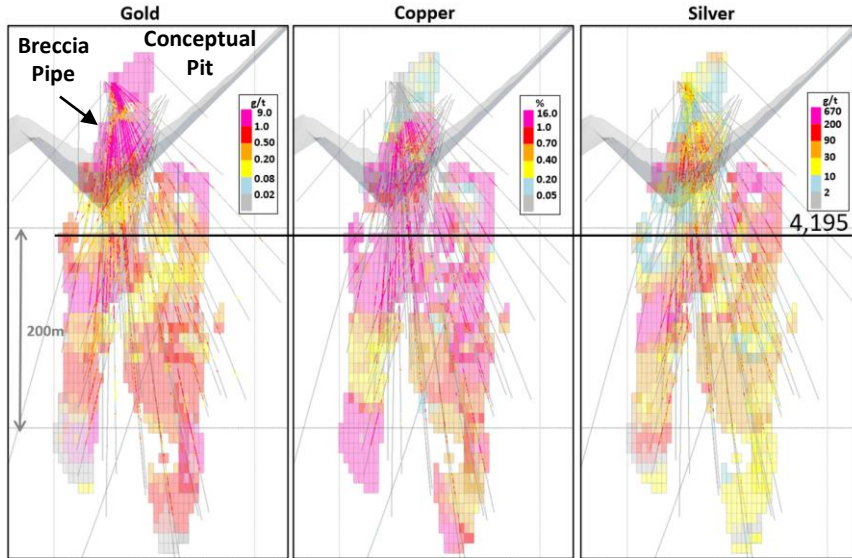 Gold
Copper
Silver
Breccia
Pipe
Conceptual
Pit
g/t
9.0
1.0
0.50
0.20
0.08
0.02
%
16.0
1.0
0.70
0.40
0.20
0.05
g/t
670
200
90
30
10
2
4,195
200m